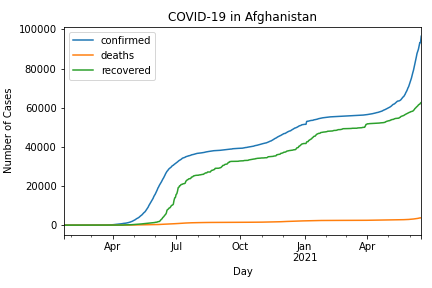 COVID-19 in Afghanistan
confirmed
deaths
recovered
Number of Cases
100000
80000
60000
40000
20000
0
Apr
Jul
Oct
Jan
2021
Apr
Day